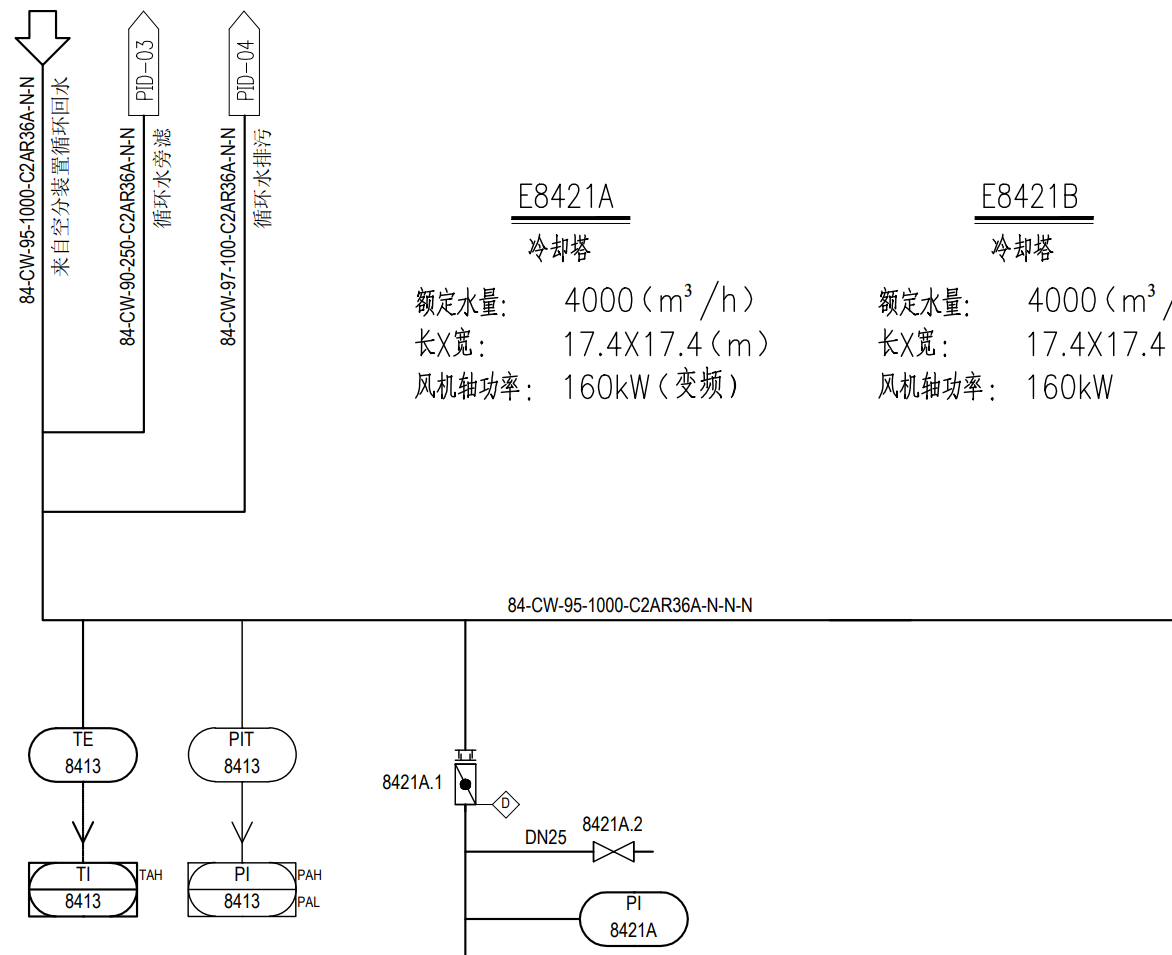 PID-03
PID-04
84-CW-95-1000-C2AR36A-N-N
来自空分装置循环回水
84-CW-90-250-C2AR36A-N-N
循环水旁滤
84-CW-97-100-C2AR36A-N-N
循环水排污
E8421A
冷却塔
额定水量: 4000(m³/h)
长X宽: 17.4X17.4(m)
风机轴功率: 160kW(变频)
E8421B
冷却塔
额定水量: 4000(m³/
长X宽: 17.4X17.4
风机轴功率: 160kW
84-CW-95-1000-C2AR36A-N-N-N
TE
8413
PIT
8413
8421A.1
D
DN25
8421A.2
TI
8413
TAH
PI
8413
PAH
PAL
PI
8421A